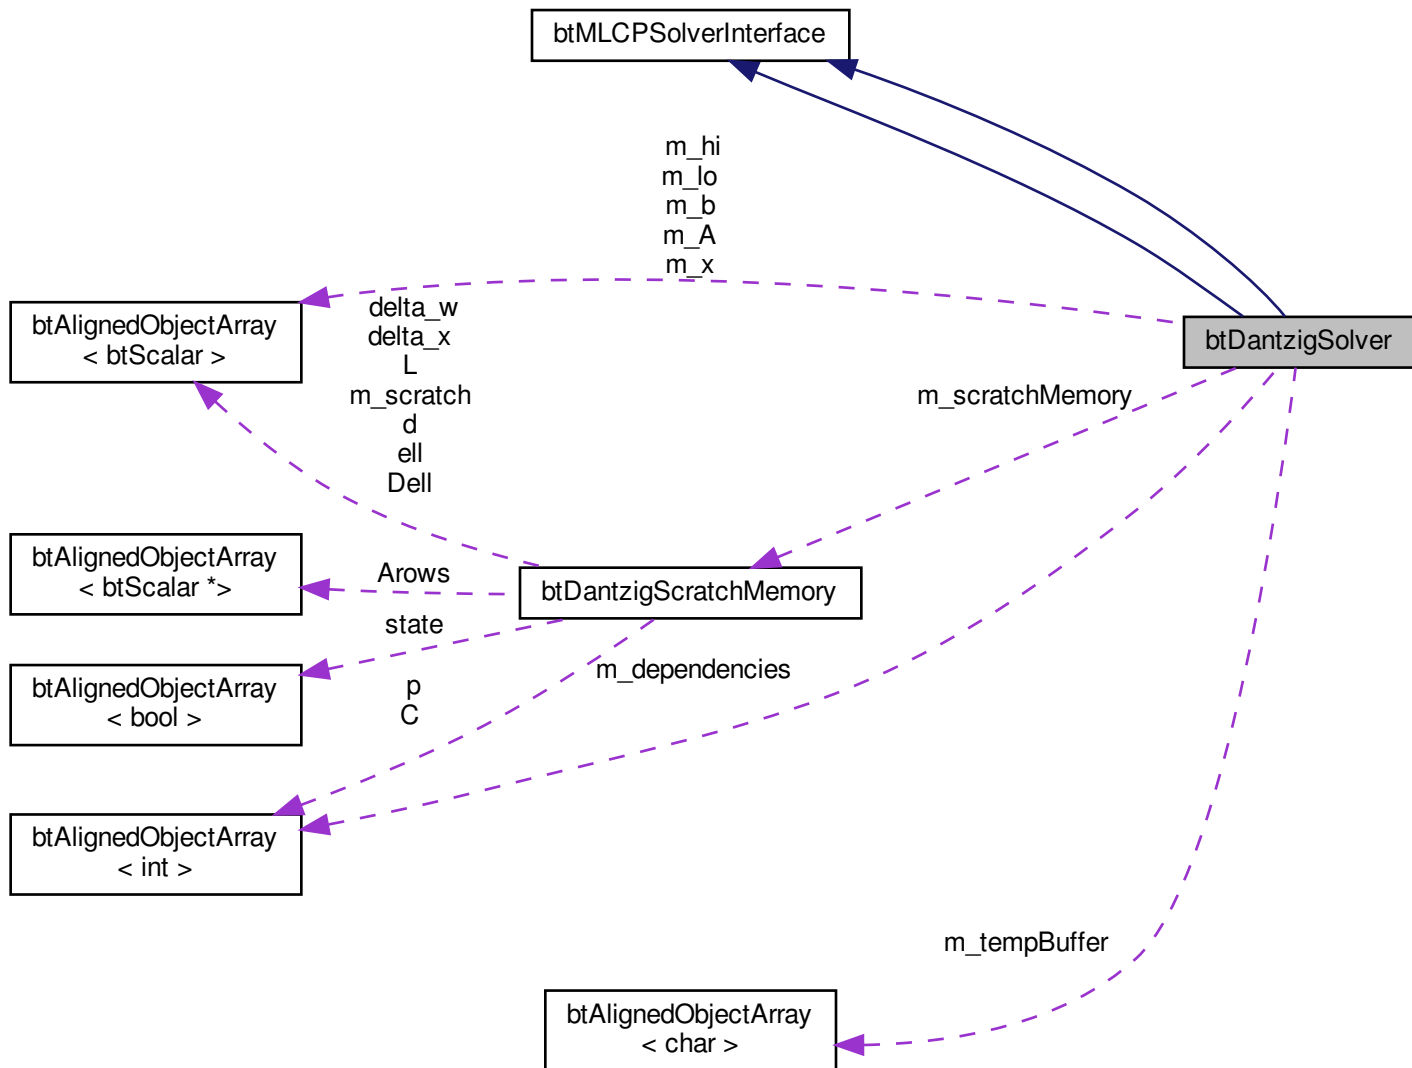 btMLCPSolverInterface
m_hi
m_lo
m_b
m_A
m_x
btAlignedObjectArray
< btScalar >
delta_w
delta_x
L
m_scratch
d
ell
Dell
btDantzigSolver
m_scratchMemory
btAlignedObjectArray
< btScalar *>
Arows
btDantzigScratchMemory
state
btAlignedObjectArray
< bool >
p
C
m_dependencies
btAlignedObjectArray
< int >
m_tempBuffer
btAlignedObjectArray
< char >